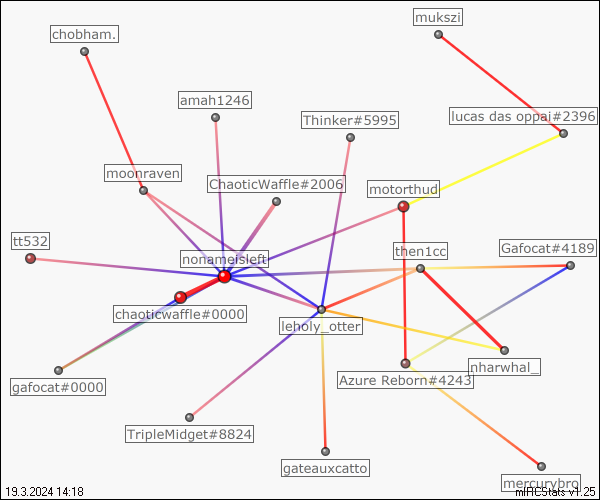 mukszi
chobham.
amah1246
Thinker#5995
lucas das oppai#2396
moonraven
ChaoticWaffle#2006
motorthud
tt532
nonameisleft
then1cc
Gafocat#4189
chaoticwaffle#0000
leholy_otter
gafocat#0000
Azure Reborn#4243
nharwhal_
TripleMidget#8824
gateauxcatto
mercurybro
19.3.2024 14:18
mIRCStats v1.25